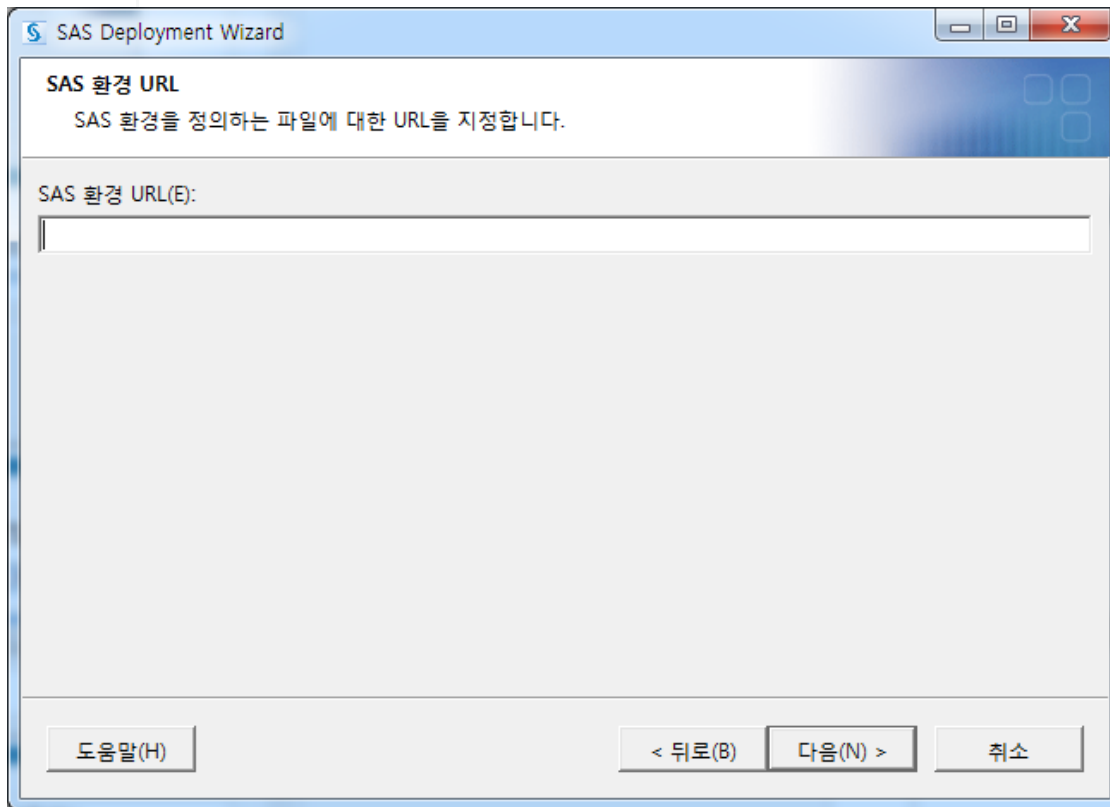 SAS Deployment Wizard
SAS 환경 URL
SAS 환경을 정의하는 파일에 대한 URL을 지정합니다.
SAS 환경 URL(E):
도움말(H)
< 뒤로(B)
다음(N) >
취소